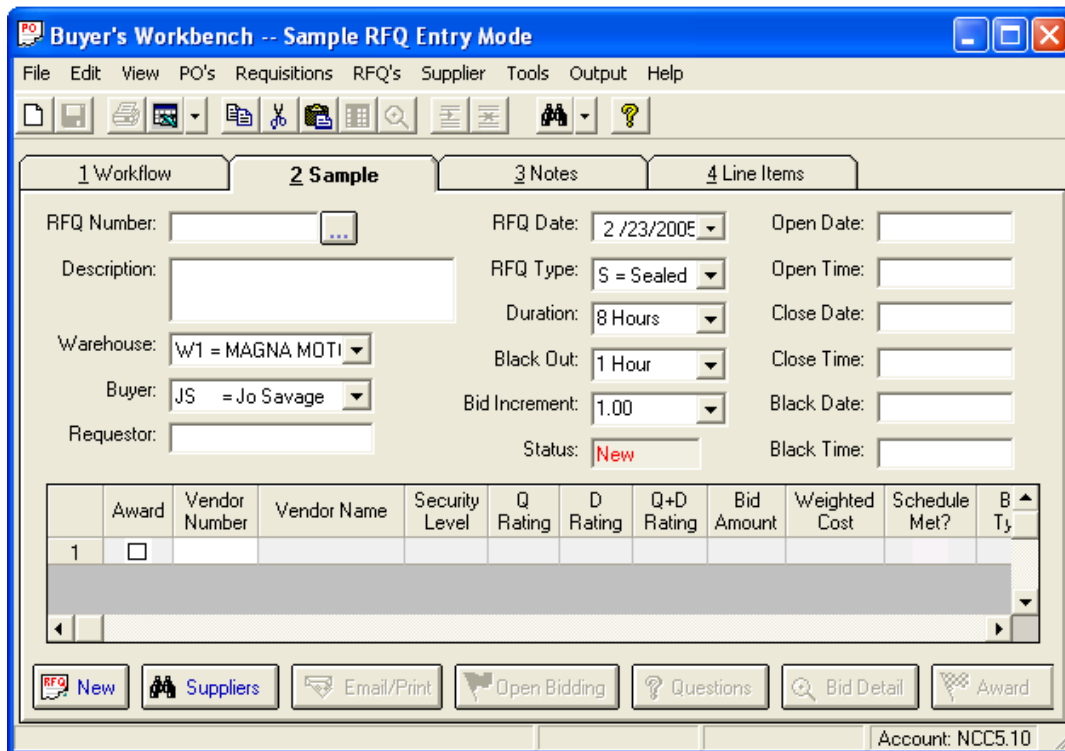 PO Buyer's Workbench -- Sample RFQ Entry Mode
File Edit View PO's Requisitions RFQ's Supplier Tools Output Help
1 Workflow 2 Sample 3 Notes 4 Line Items
RFQ Number: ... RFQ Date: 2 /23/2005 Open Date:
Description: RFQ Type: S = Sealed Open Time:
Duration: 8 Hours Close Date:
Warehouse: W1 = MAGNA MOT Black Out: 1 Hour Close Time:
Buyer: JS = Jo Savage Bid Increment: 1.00 Black Date:
Requestor: Status: New Black Time:
Award Vendor Number Vendor Name Security Level Q Rating D Rating Q+D Rating Bid Amount Weighted Cost Schedule Met? B Ty
1
RFQ New Suppliers Email/Print Open Bidding ? Questions Bid Detail Award
Account: NCC5.10